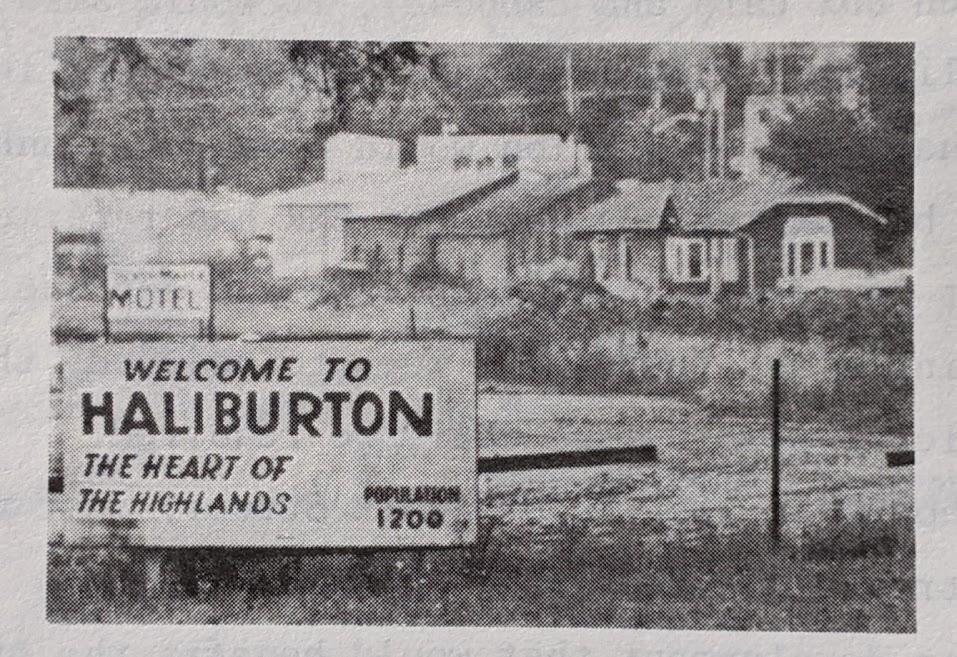 MOTEL
WELCOME TO
HALIBURTON
THE HEART OF
THE HIGHLANDS
POPULATION
1200